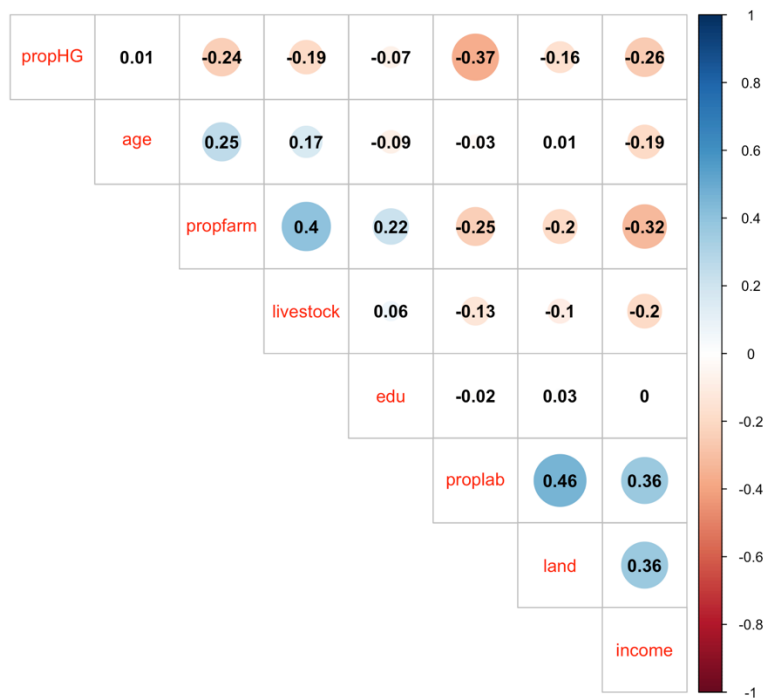 1
propHG 0.01 -0.24 -0.19 -0.07 -0.37 -0.16 -0.26
0.8
age 0.25 0.17 -0.09 -0.03 0.01 -0.19
0.6
propfarm 0.4 0.22 -0.25 -0.2 -0.32
0.4
0.2
livestock 0.06 -0.13 -0.1 -0.2
0
edu -0.02 0.03 0
-0.2
proplab 0.46 0.36
-0.4
land 0.36
-0.6
-0.8
income
-1